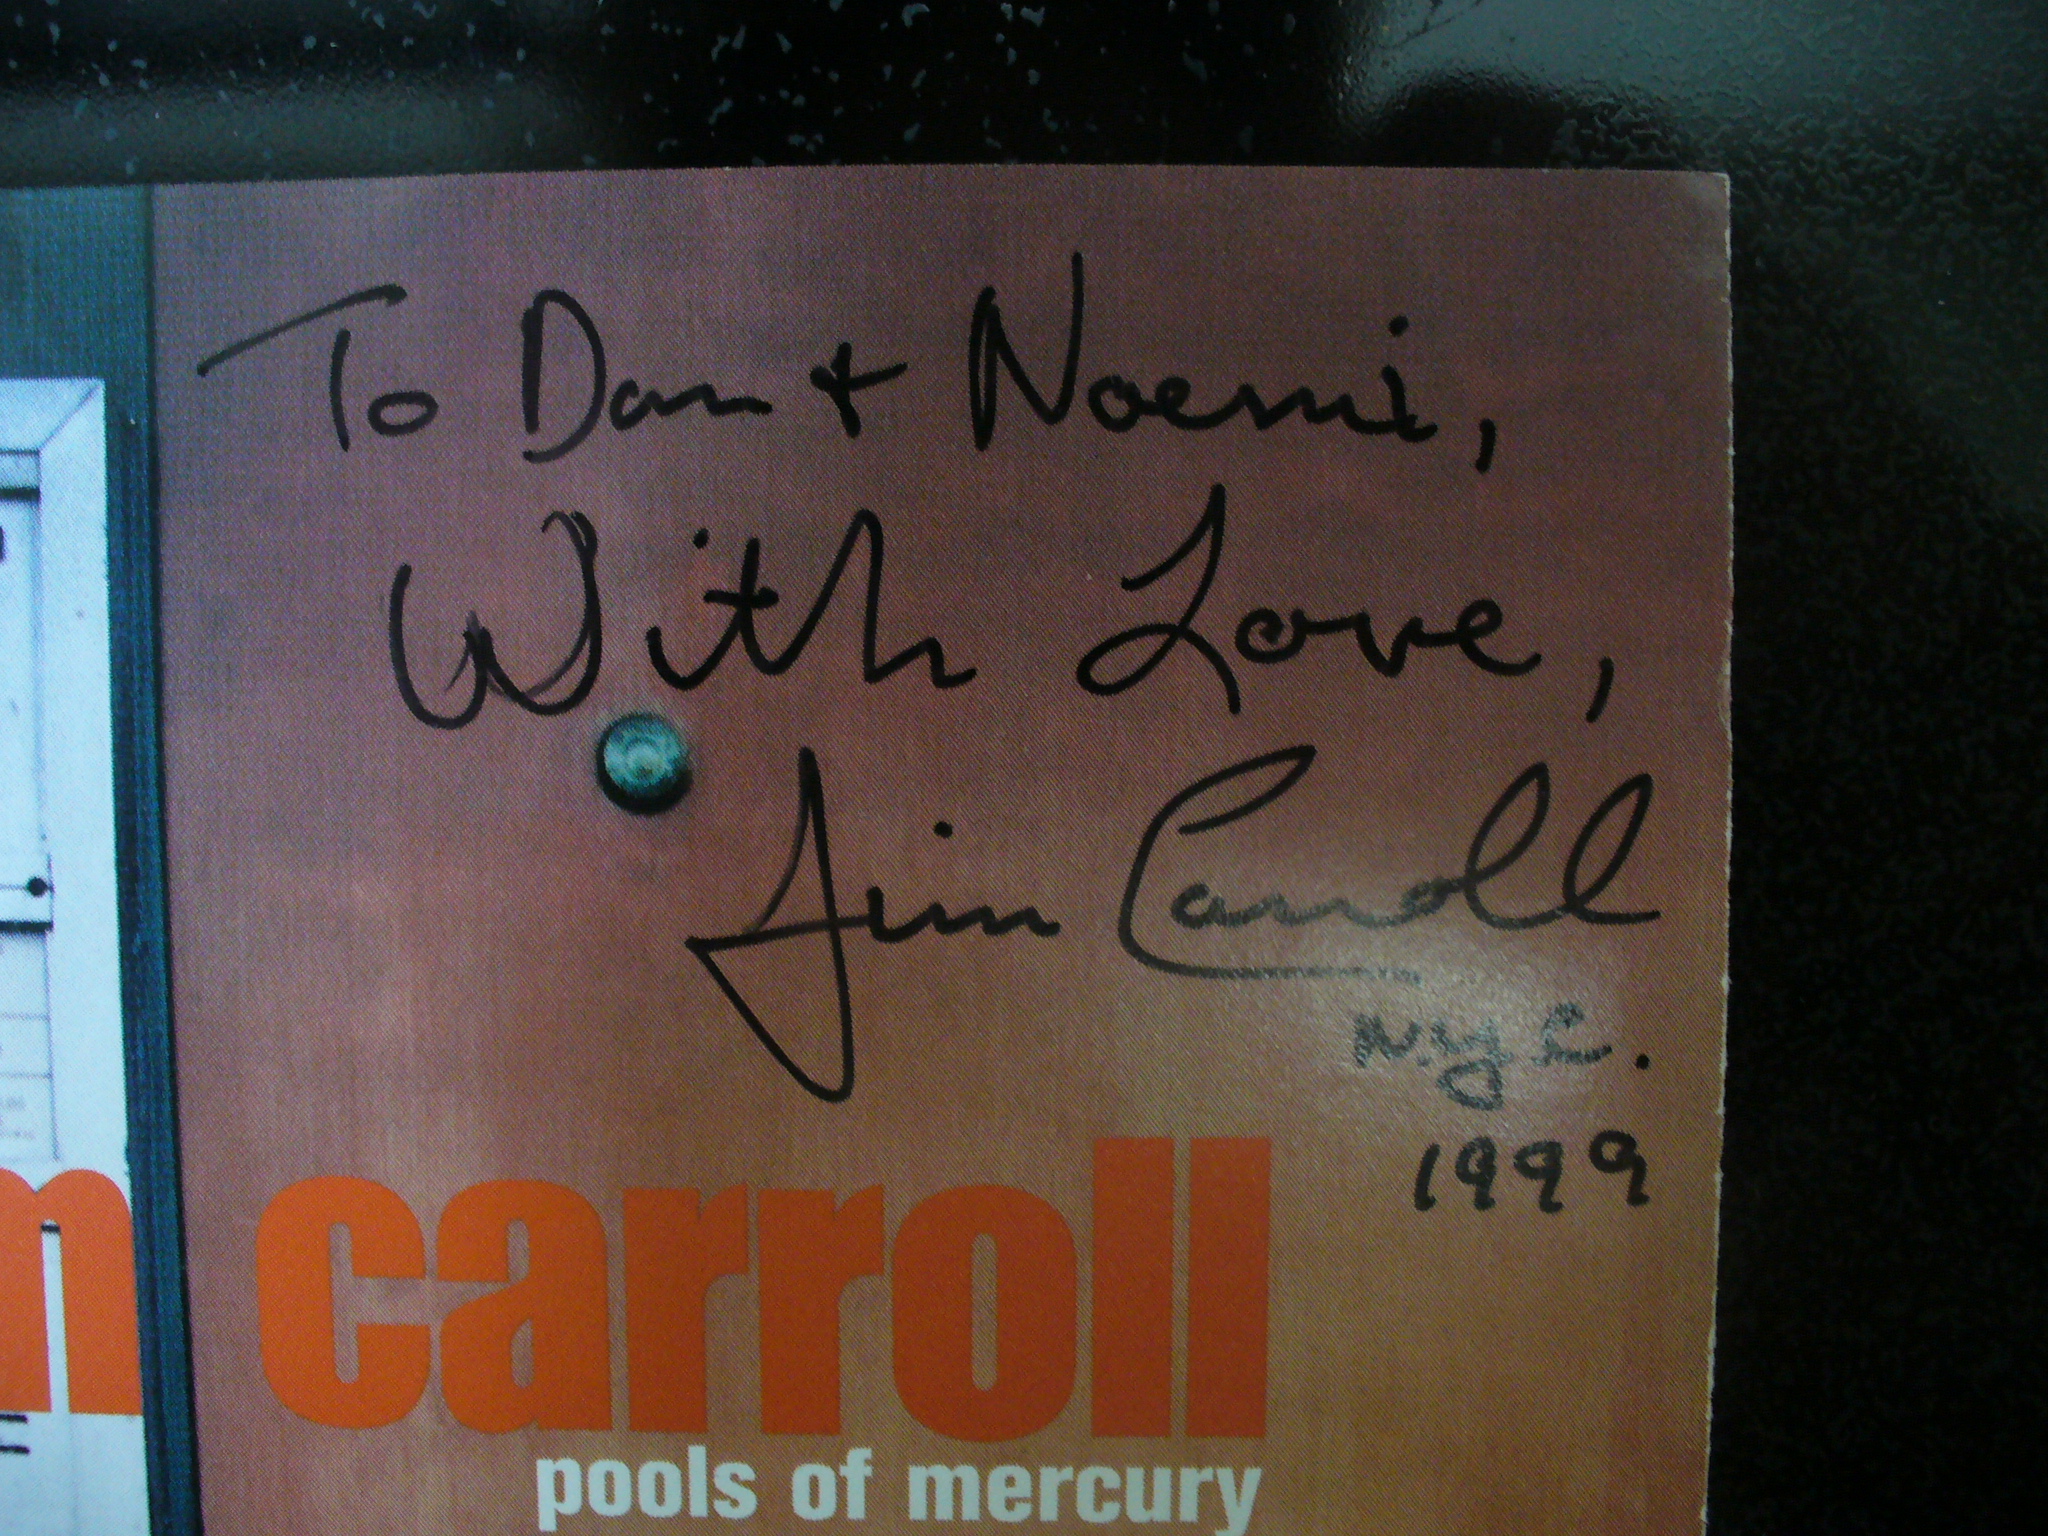 To Dan + Noemi,
With Love,
Jim Carroll
N.Y.C.
1999
m carroll
pools of mercury